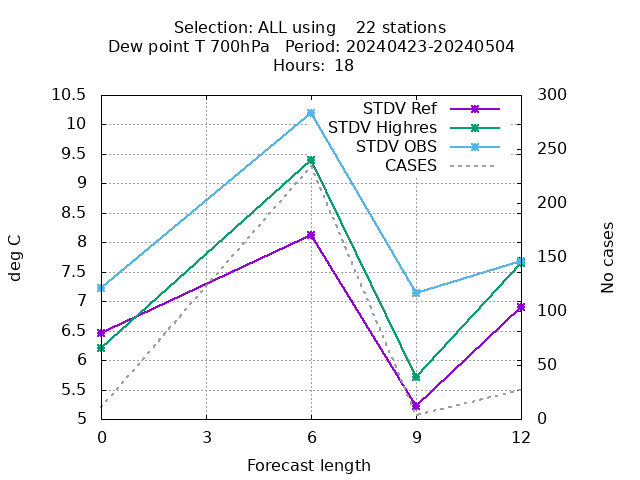 Selection: ALL using 22 stations
Dew point T 700hPa Period: 20240423-20240504
Hours: 18
STDV Ref
STDV Highres
STDV OBS
CASES
10.5
10
9.5
9
8.5
8
7.5
7
6.5
6
5.5
5
300
250
200
150
100
50
0
deg C
No cases
0 3 6 9 12
Forecast length